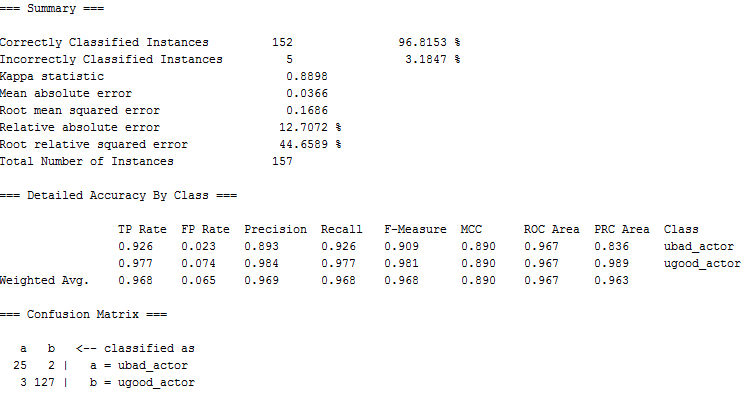 === Summary ===
Correctly Classified Instances 152 96.8153 %
Incorrectly Classified Instances 5 3.1847 %
Kappa statistic 0.8898
Mean absolute error 0.0366
Root mean squared error 0.1686
Relative absolute error 12.7072 %
Root relative squared error 44.6589 %
Total Number of Instances 157
=== Detailed Accuracy By Class ===
TP Rate FP Rate Precision Recall F-Measure MCC ROC Area PRC Area Class
0.926 0.023 0.893 0.926 0.909 0.890 0.967 0.836 ubad_actor
0.977 0.074 0.984 0.977 0.981 0.890 0.967 0.989 ugood_actor
Weighted Avg. 0.968 0.065 0.969 0.968 0.968 0.890 0.967 0.963
=== Confusion Matrix ===
a b <-- classified as
25 2 | a = ubad_actor
3 127 | b = ugood_actor